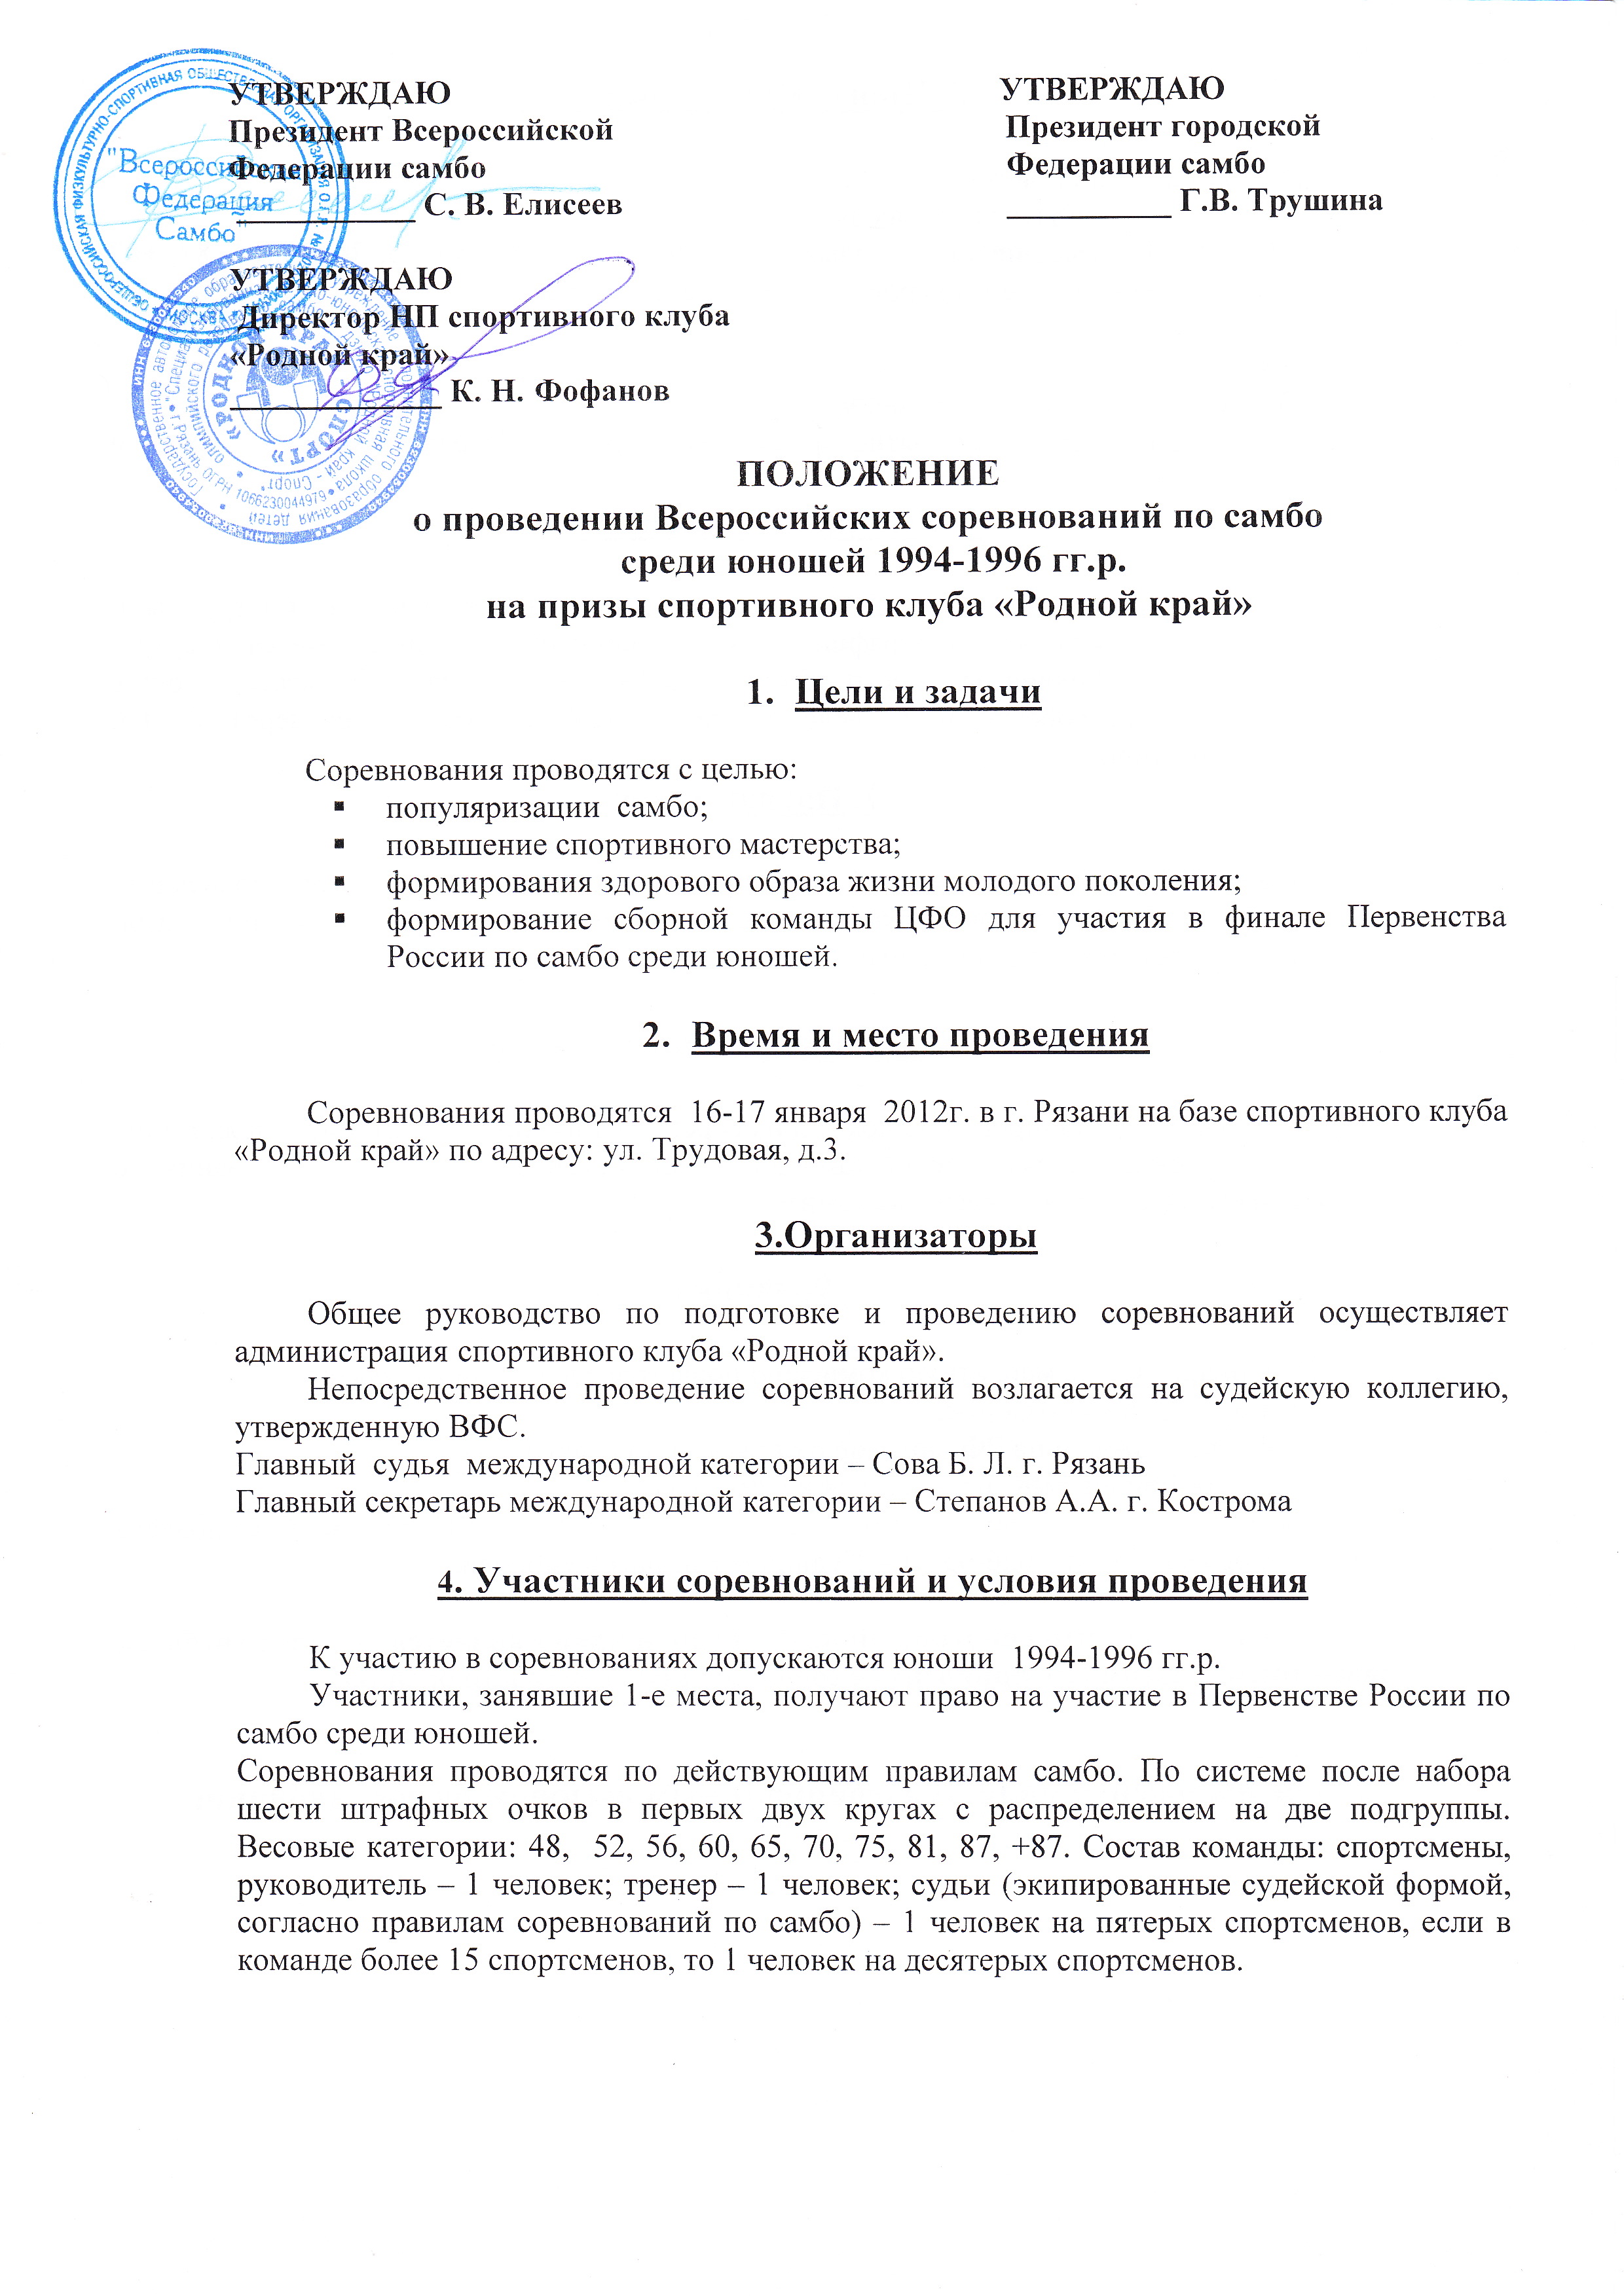 УТВЕРЖДАЮ
Президент Всероссийской
Федерации самбо
___________ С. В. Елисеев
УТВЕРЖДАЮ
Президент городской
Федерации самбо
__________ Г.В. Трушина
"Всероссийская
Федерация
Самбо"
УТВЕРЖДАЮ
Директор НП спортивного клуба
«Родной край»
_____________ К. Н. Фофанов
«РОДНОЙ КРАЙ - СПОРТ»
ОГРН 1066230044979
ПОЛОЖЕНИЕ
о проведении Всероссийских соревнований по самбо
среди юношей 1994-1996 гг.р.
на призы спортивного клуба «Родной край»
1. Цели и задачи
Соревнования проводятся с целью:
▪ популяризации самбо;
▪ повышение спортивного мастерства;
▪ формирования здорового образа жизни молодого поколения;
▪ формирование сборной команды ЦФО для участия в финале Первенства
России по самбо среди юношей.
2. Время и место проведения
Соревнования проводятся 16-17 января 2012г. в г. Рязани на базе спортивного клуба
«Родной край» по адресу: ул. Трудовая, д.3.
3.Организаторы
Общее руководство по подготовке и проведению соревнований осуществляет
администрация спортивного клуба «Родной край».
Непосредственное проведение соревнований возлагается на судейскую коллегию,
утвержденную ВФС.
Главный судья международной категории – Сова Б. Л. г. Рязань
Главный секретарь международной категории – Степанов А.А. г. Кострома
4. Участники соревнований и условия проведения
К участию в соревнованиях допускаются юноши 1994-1996 гг.р.
Участники, занявшие 1-е места, получают право на участие в Первенстве России по
самбо среди юношей.
Соревнования проводятся по действующим правилам самбо. По системе после набора
шести штрафных очков в первых двух кругах с распределением на две подгруппы.
Весовые категории: 48, 52, 56, 60, 65, 70, 75, 81, 87, +87. Состав команды: спортсмены,
руководитель – 1 человек; тренер – 1 человек; судьи (экипированные судейской формой,
согласно правилам соревнований по самбо) – 1 человек на пятерых спортсменов, если в
команде более 15 спортсменов, то 1 человек на десятерых спортсменов.